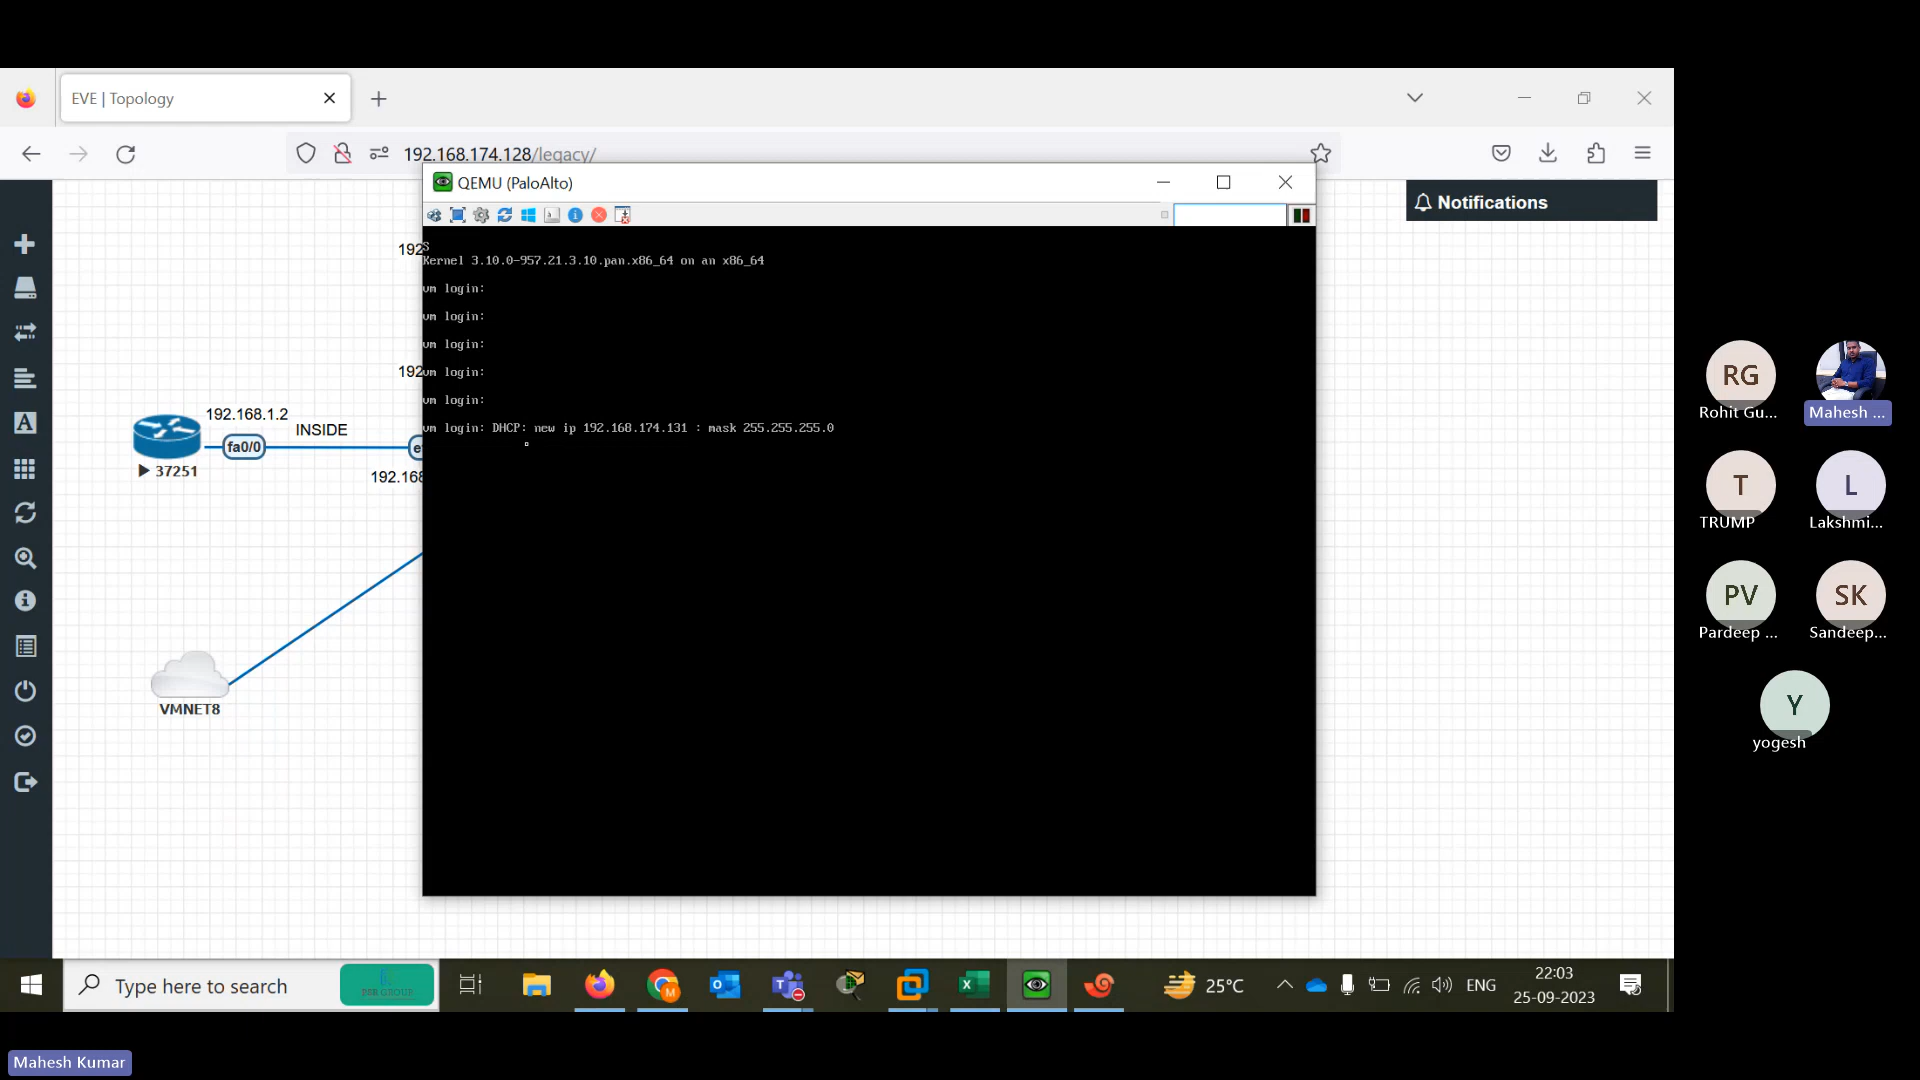 EVE | Topology
192.168.174.128/legacy/
QEMU (PaloAlto)
Notifications
192
S
Kernel 3.10.0-957.21.3.10.pan.x86_64 on an x86_64
vm login:
vm login:
vm login:
192
vm login:
vm login:
192.168.1.2
vm login: DHCP: new ip 192.168.174.131 : mask 255.255.255.0
INSIDE
fa0/0
e
37251
192.168
VMNET8
RG
Rohit Gu...
Mahesh ...
T
TRUMP
L
Lakshmi...
PV
Pardeep ...
SK
Sandeep...
Y
yogesh
Type here to search
25°C
ENG
22:03
25-09-2023
Mahesh Kumar